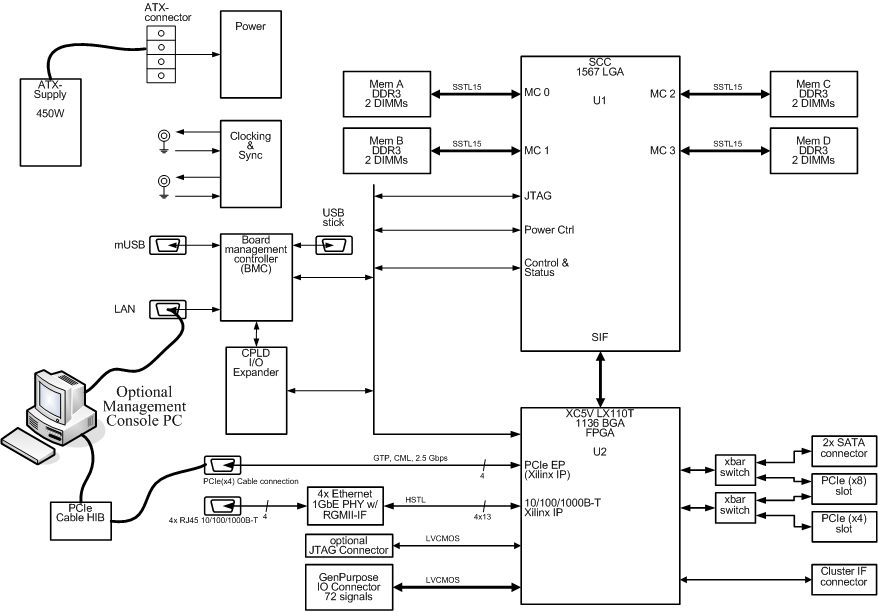 ATX-
connector
Power
ATX-
Supply
450W
Clocking
&
Sync
mUSB
USB
stick
Board
management
controller
(BMC)
LAN
CPLD
I/O
Expander
Optional
Management
Console PC
PCIe
Cable HIB
SCC
1567 LGA
U1
Mem A
DDR3
2 DIMMs
SSTL15
MC 0
MC 2
SSTL15
Mem C
DDR3
2 DIMMs
Mem B
DDR3
2 DIMMs
SSTL15
MC 1
MC 3
SSTL15
Mem D
DDR3
2 DIMMs
JTAG
Power Ctrl
Control &
Status
SIF
XC5V LX110T
1136 BGA
FPGA
U2
GTP, CML, 2.5 Gbps
4
PCIe(x4) Cable connection
PCIe EP
(Xilinx IP)
4x RJ45 10/100/1000B-T
4
4x Ethernet
1GbE PHY w/
RGMII-IF
HSTL
4x13
10/100/1000B-T
Xilinx IP
optional
JTAG Connector
LVCMOS
GenPurpose
IO Connector
72 signals
LVCMOS
xbar
switch
xbar
switch
2x SATA
connector
PCIe (x8)
slot
PCIe (x4)
slot
Cluster IF
connector